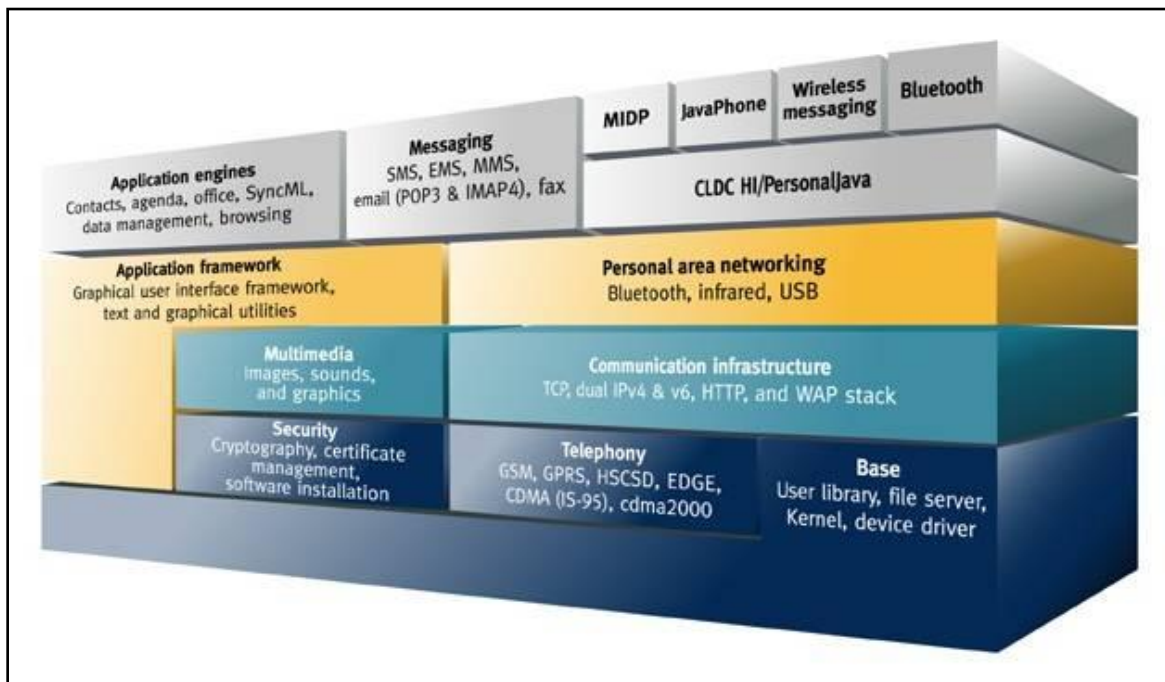 MIDP
JavaPhone
Wireless
messaging
Bluetooth
Messaging
SMS, EMS, MMS,
email (POP3 & IMAP4), fax
Application engines
Contacts, agenda, office, SyncML,
data management, browsing
CLDC HI/PersonalJava
Application framework
Graphical user interface framework,
text and graphical utilities
Personal area networking
Bluetooth, infrared, USB
Multimedia
Images, sounds,
and graphics
Communication infrastructure
TCP, dual IPv4 & v6, HTTP, and WAP stack
Security
Cryptography, certificate
management,
software installation
Telephony
GSM, GPRS, HSCSD, EDGE,
CDMA (IS-95), cdma2000
Base
User library, file server,
Kernel, device driver